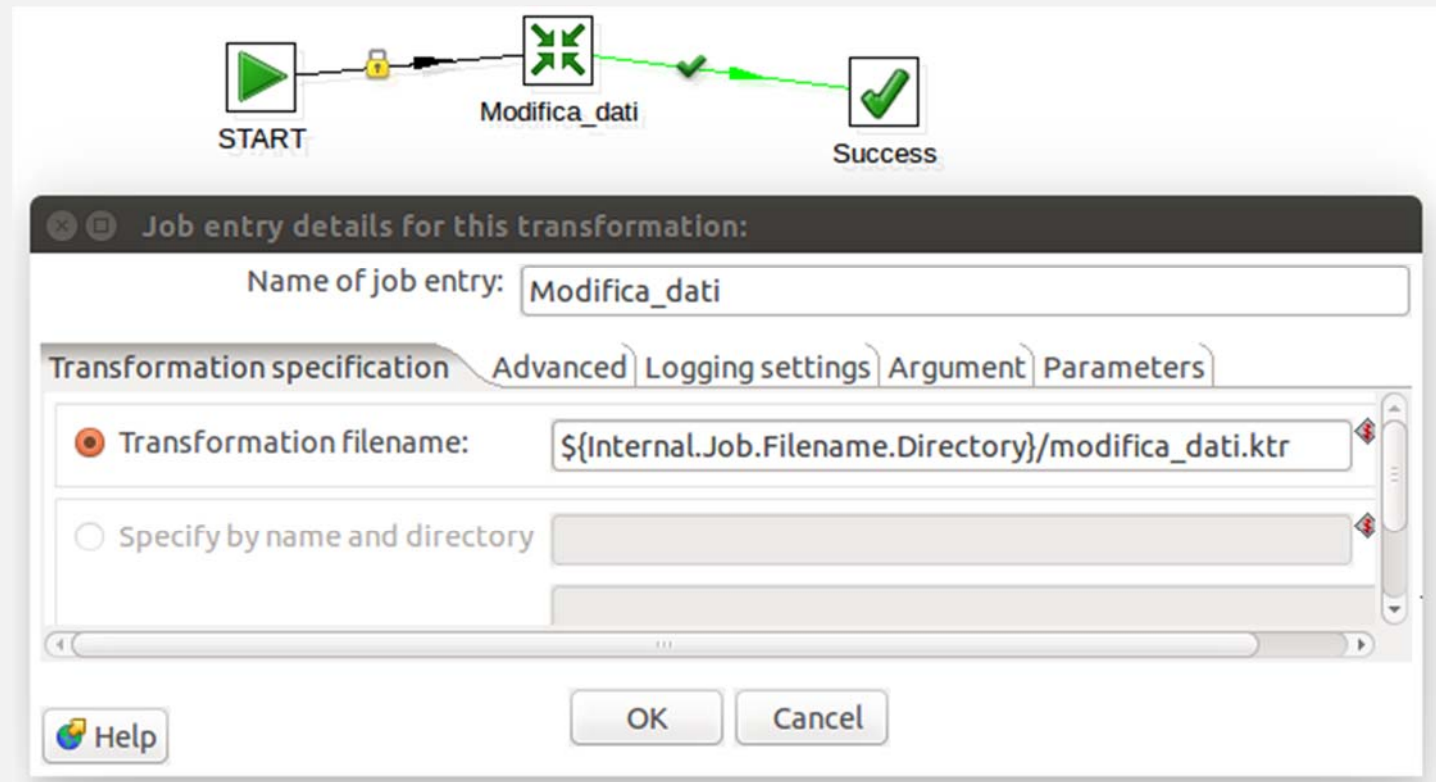 START
Modifica_dati
Success
Job entry details for this transformation:
Name of job entry: Modifica_dati
Transformation specification Advanced Logging settings Argument Parameters
Transformation filename: ${Internal.Job.Filename.Directory}/modifica_dati.ktr
Specify by name and directory
Help OK Cancel